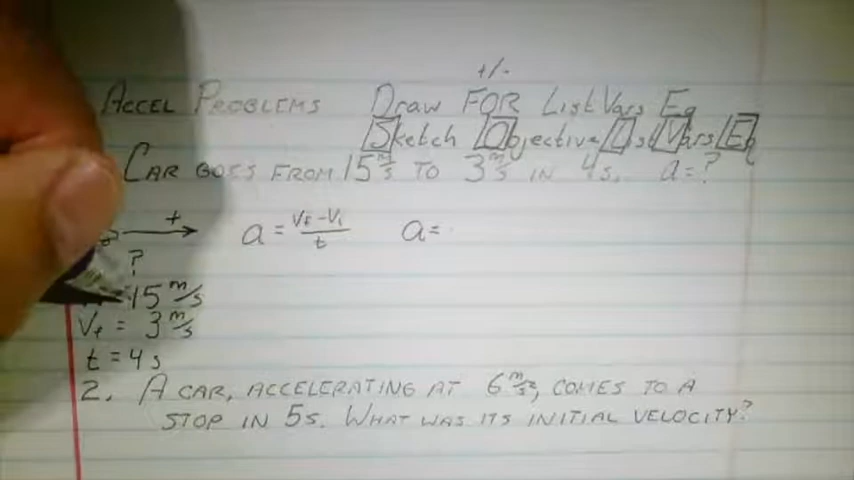 +/-
ACCEL PROBLEMS Draw FOR List Vars Eq
Sketch Objective List Vars Eq
CAR GOES FROM 15 m/s TO 3 m/s IN 4s. a=?
+
a = Vf - Vi / t a =
?
15 m/s
Vf = 3 m/s
t = 4 s
2. A CAR, ACCELERATING AT 6 m/s², COMES TO A
STOP IN 5s. WHAT WAS ITS INITIAL VELOCITY?